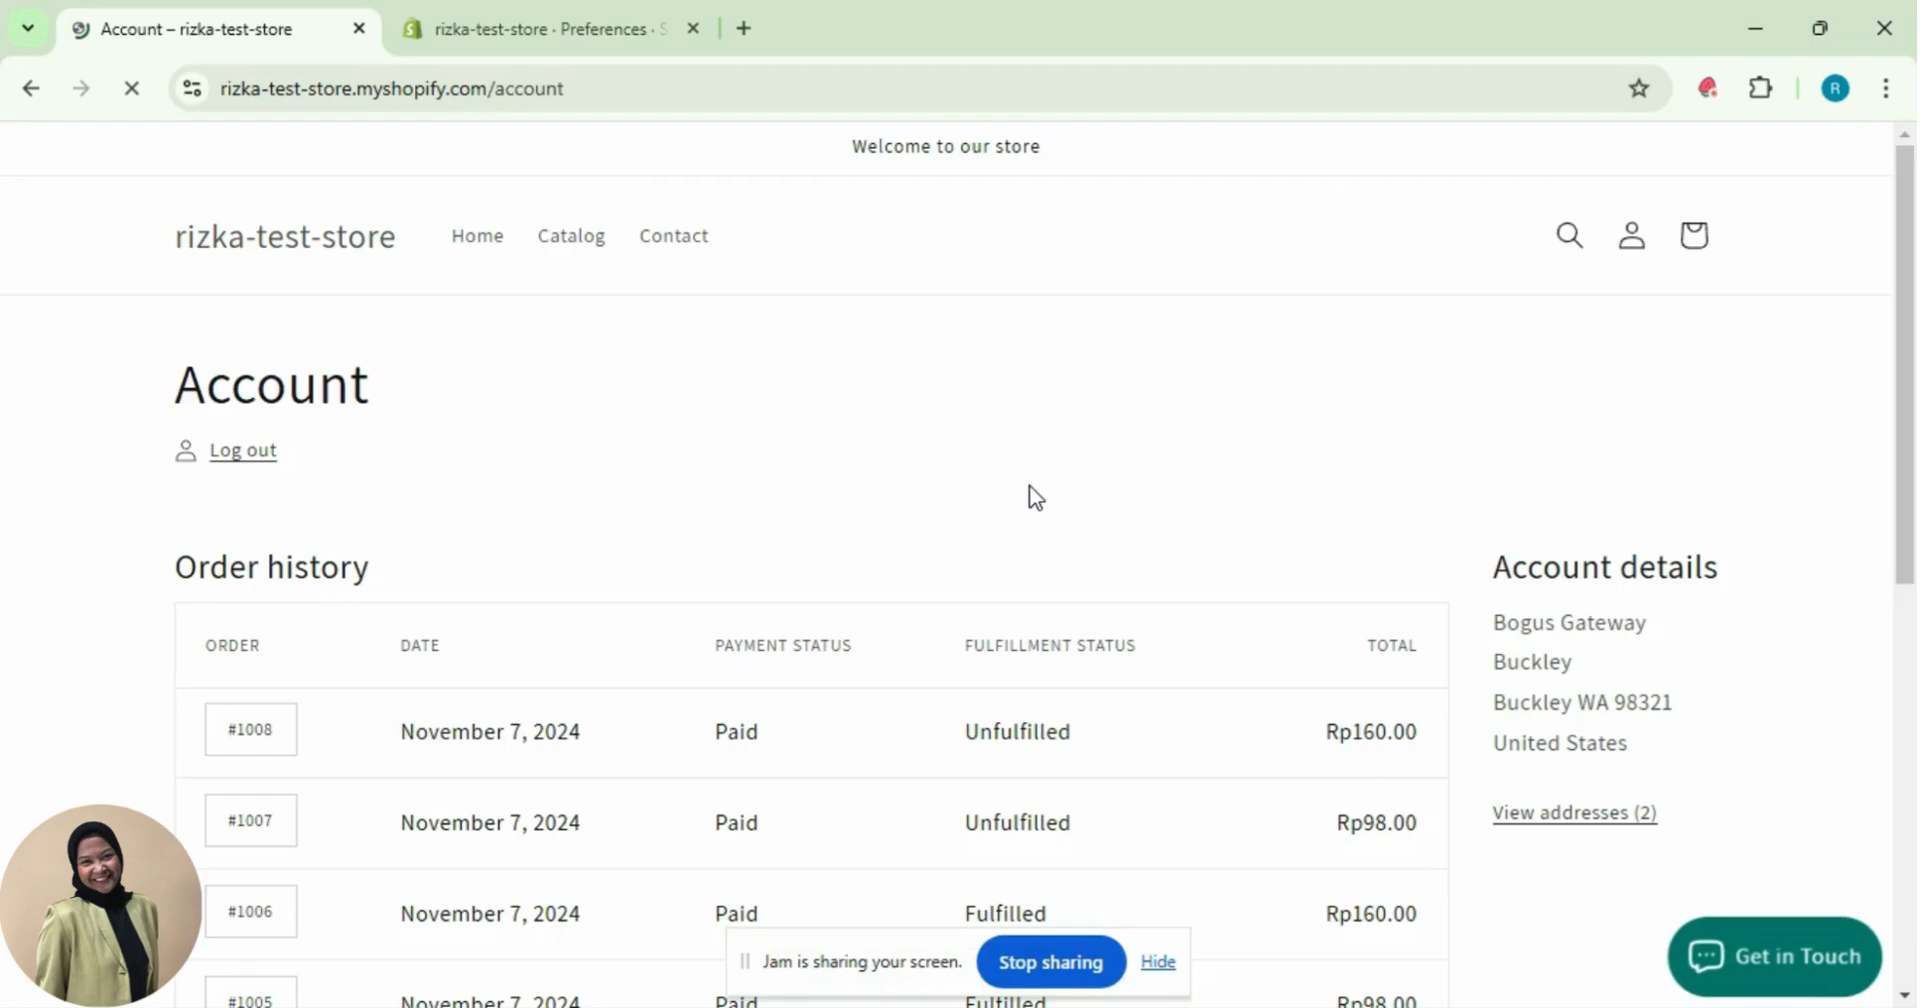 Account – rizka-test-store
rizka-test-store · Preferences · S
rizka-test-store.myshopify.com/account
R
Welcome to our store
rizka-test-store
Home
Catalog
Contact
Account
Log out
Order history
Account details
ORDER DATE PAYMENT STATUS FULFILLMENT STATUS TOTAL
#1008 November 7, 2024 Paid Unfulfilled Rp160.00
#1007 November 7, 2024 Paid Unfulfilled Rp98.00
#1006 November 7, 2024 Paid Fulfilled Rp160.00
#1005 November 7, 2024 Paid Fulfilled Rp98.00
Bogus Gateway
Buckley
Buckley WA 98321
United States
View addresses (2)
Jam is sharing your screen.
Stop sharing
Hide
Get in Touch